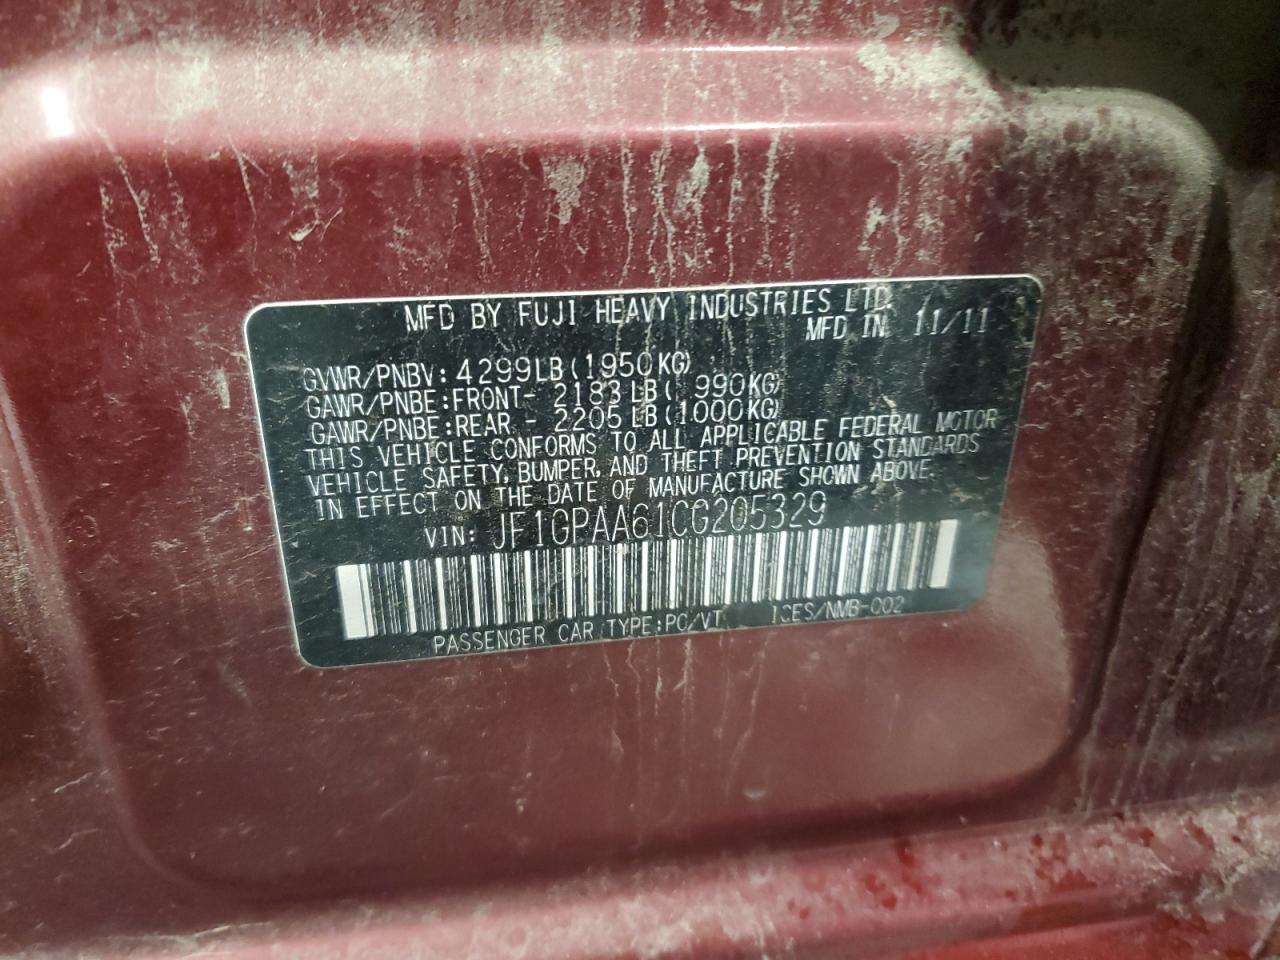 MFD BY FUJI HEAVY INDUSTRIES LTD.
MFD IN 11/11
GVWR/PNBV: 4299LB(1950KG)
GAWR/PNBE:FRONT- 2183LB( 990KG)
GAWR/PNBE:REAR - 2205LB(1000KG)
THIS VEHICLE CONFORMS TO ALL APPLICABLE FEDERAL MOTOR
VEHICLE SAFETY, BUMPER, AND THEFT PREVENTION STANDARDS
IN EFFECT ON THE DATE OF MANUFACTURE SHOWN ABOVE.
VIN: JF1GPAA61CG205329
PASSENGER CAR TYPE:PC/VT ICES/NMB-002